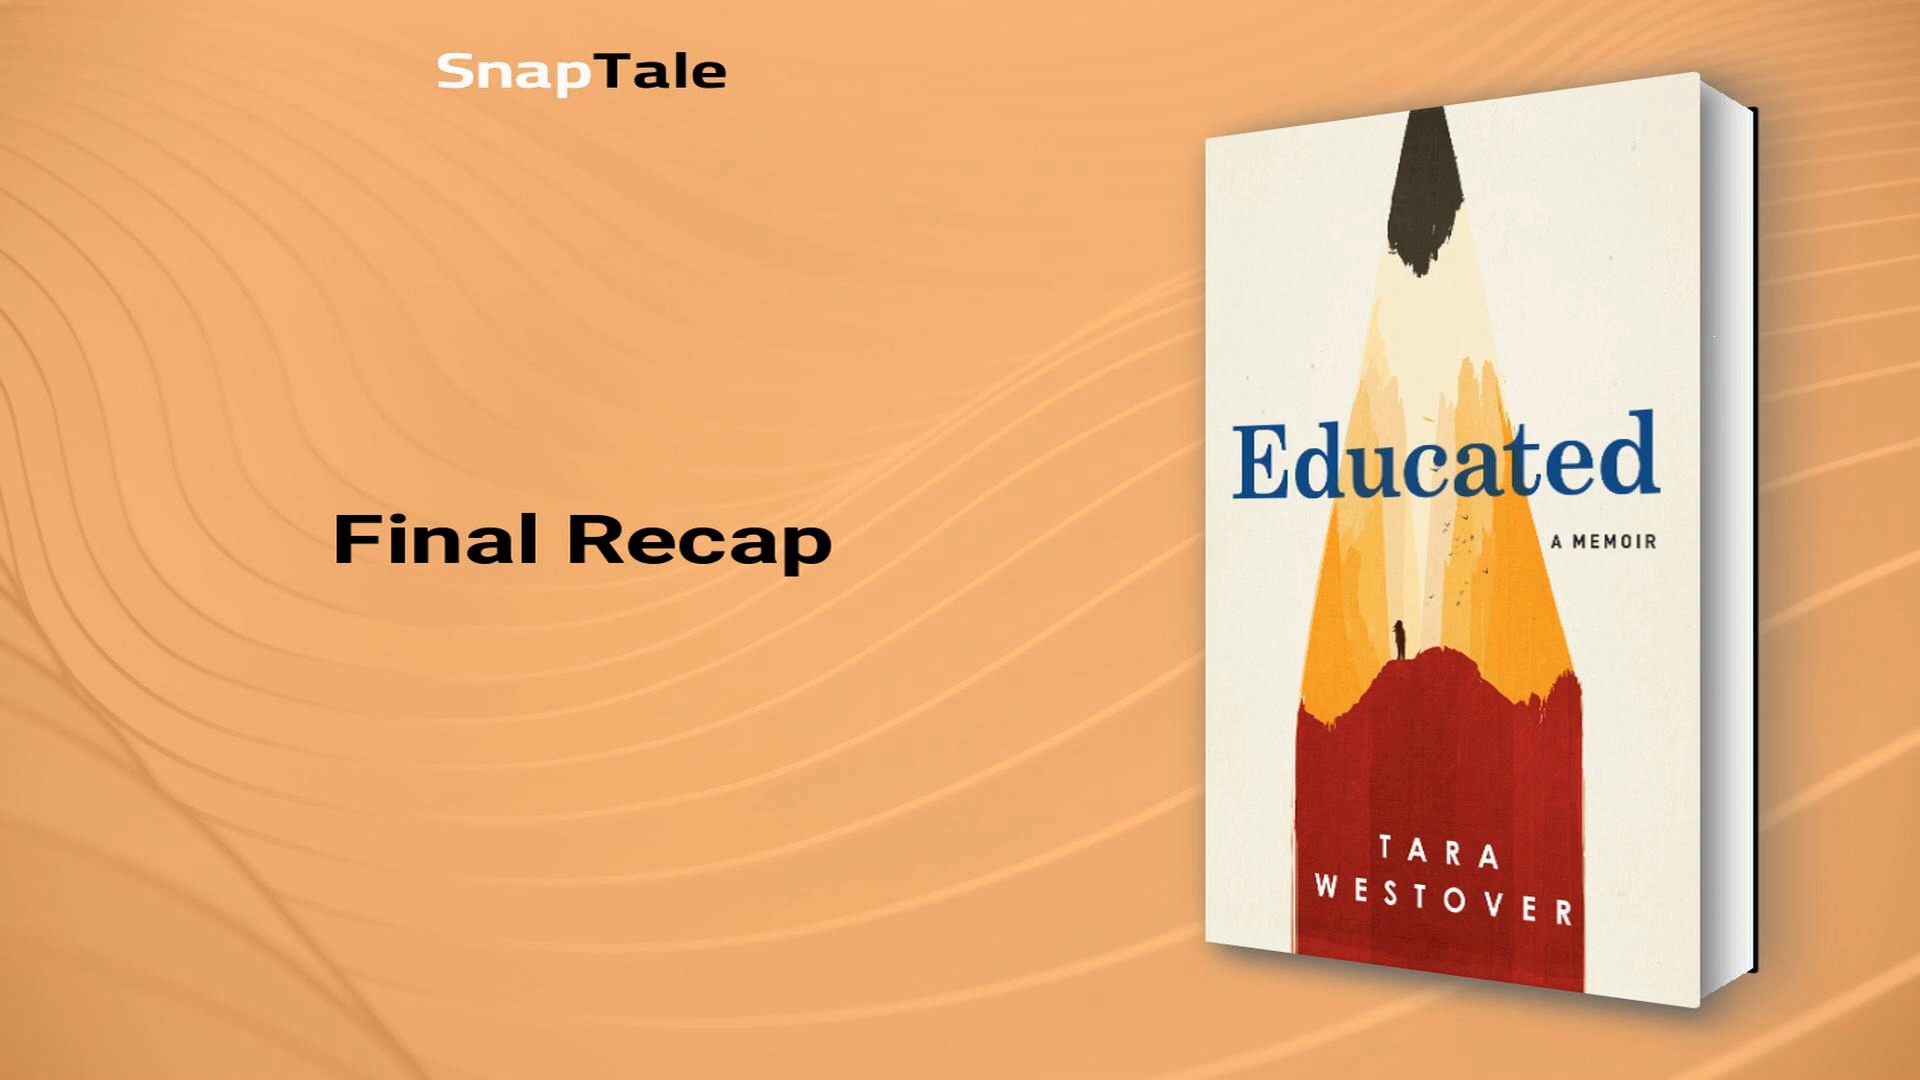 SnapTale
Final Recap
Educated
A MEMOIR
TARA
WESTOVER